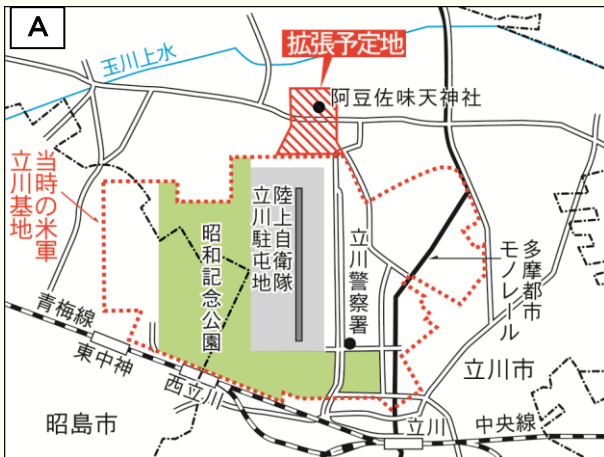 A
玉川上水
拡張予定地
阿豆佐味天神社
当時の米軍
立川基地
陸上自衛隊
立川駐屯地
昭和記念公園
立川警察署
多摩都市
モノレール
青梅線
東中神
西立川
立川市
昭島市
立川
中央線